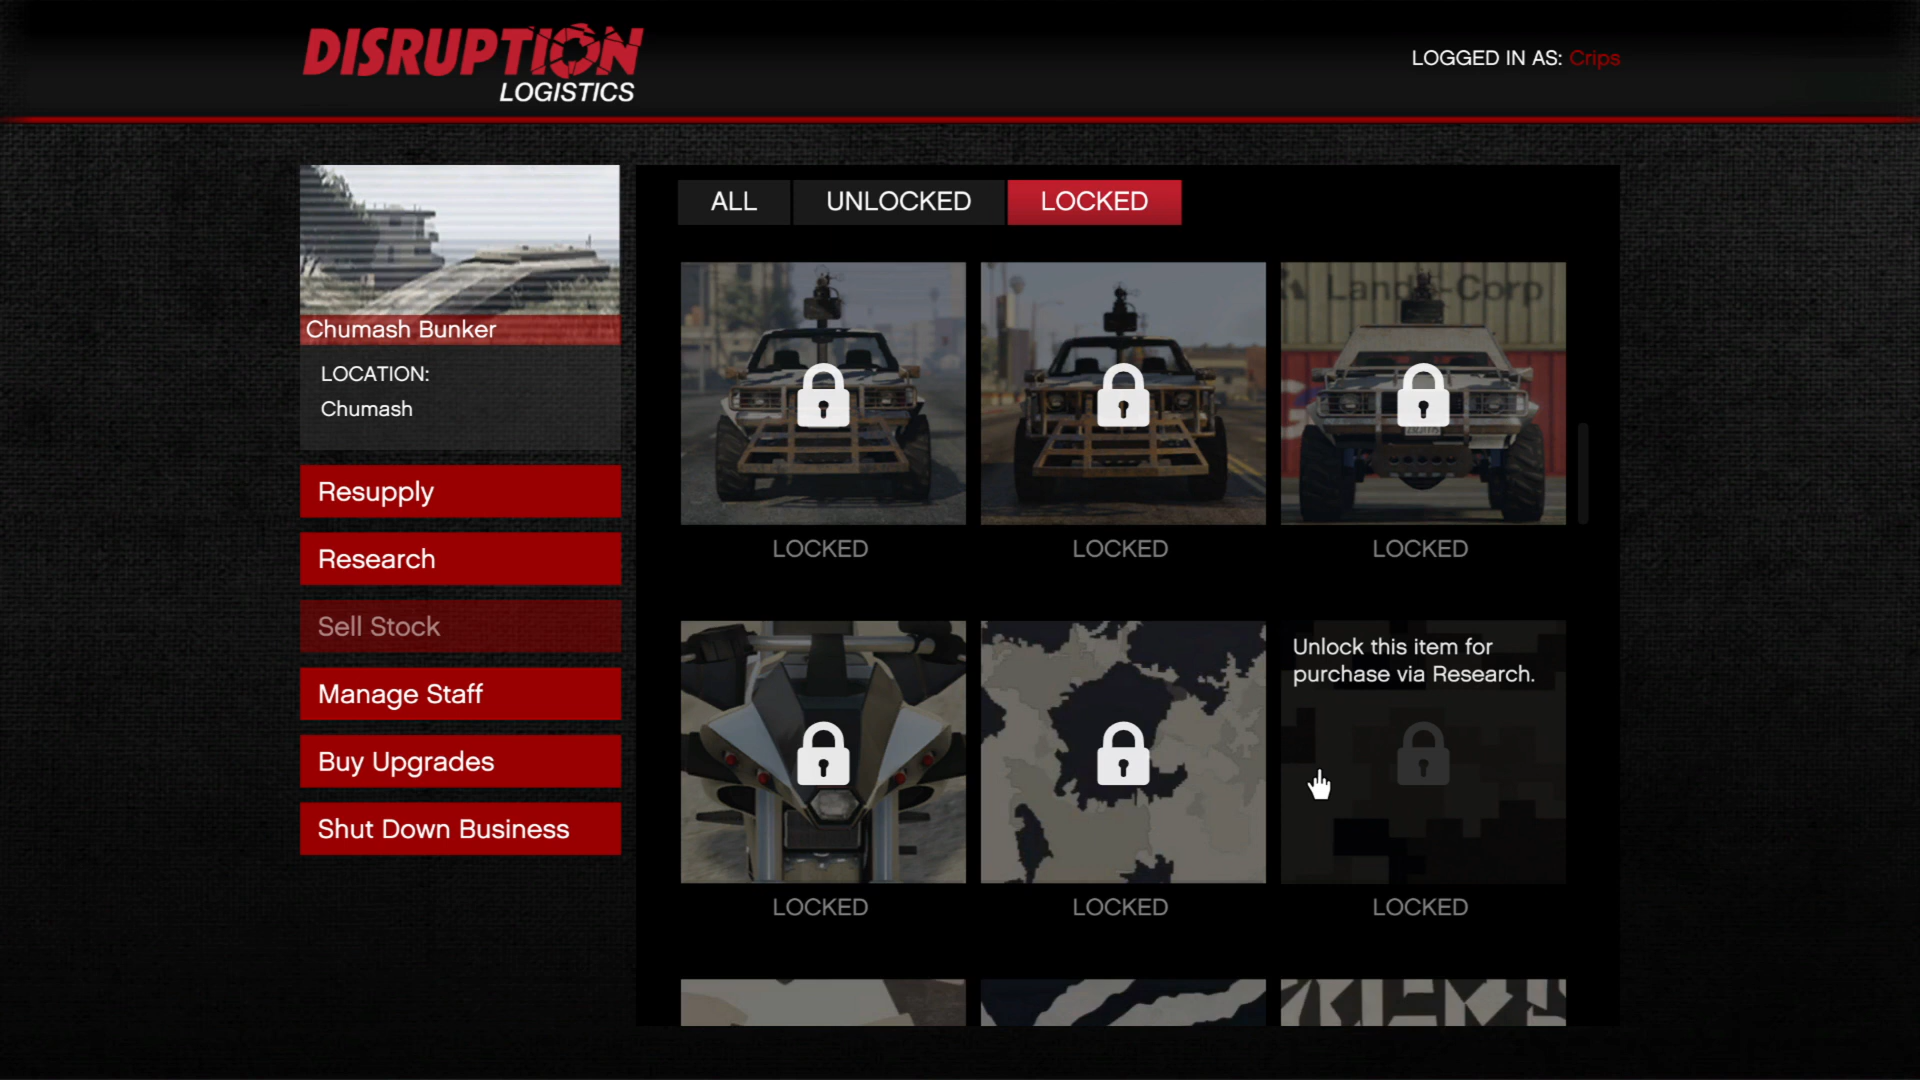 DISRUPTION
LOGISTICS
LOGGED IN AS: Crips
Chumash Bunker
LOCATION:
Chumash
Resupply
Research
Sell Stock
Manage Staff
Buy Upgrades
Shut Down Business
ALL UNLOCKED LOCKED
LOCKED LOCKED LOCKED
Unlock this item for
purchase via Research.
LOCKED LOCKED LOCKED